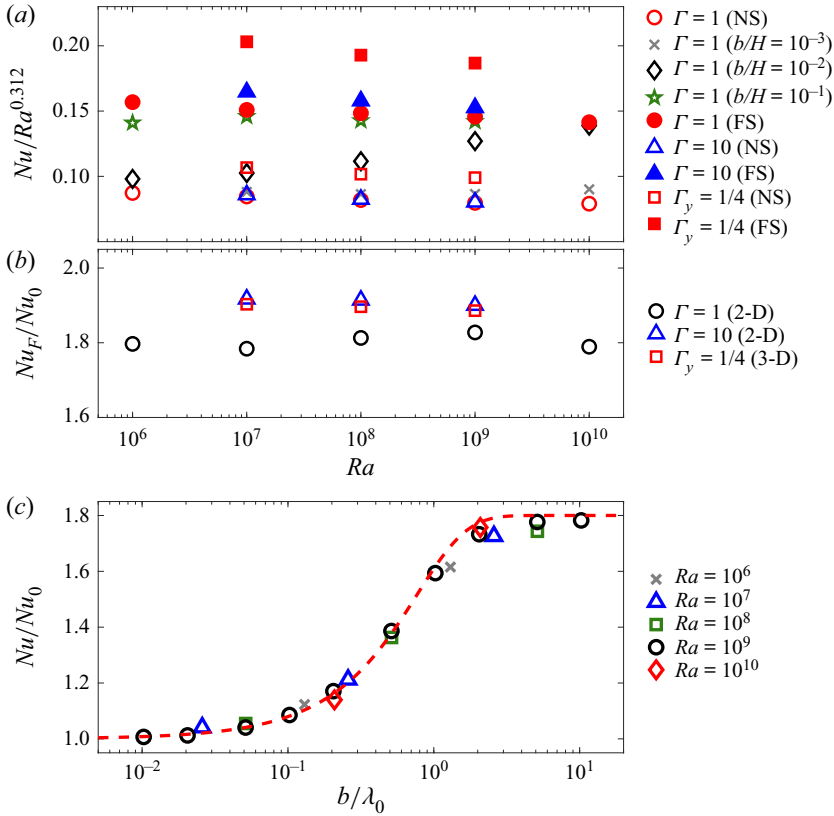 (a)
Nu/Ra^0.312
0.20
0.15
0.10
Γ = 1 (NS)
Γ = 1 (b/H = 10^–3)
Γ = 1 (b/H = 10^–2)
Γ = 1 (b/H = 10^–1)
Γ = 1 (FS)
Γ = 10 (NS)
Γ = 10 (FS)
Γ_y = 1/4 (NS)
Γ_y = 1/4 (FS)
(b)
Nu_F/Nu_0
2.0
1.8
1.6
10^6 10^7 10^8 10^9 10^10
Ra
Γ = 1 (2-D)
Γ = 10 (2-D)
Γ_y = 1/4 (3-D)
(c)
Nu/Nu_0
1.8
1.6
1.4
1.2
1.0
10^–2 10^–1 10^0 10^1
b/λ_0
Ra = 10^6
Ra = 10^7
Ra = 10^8
Ra = 10^9
Ra = 10^10